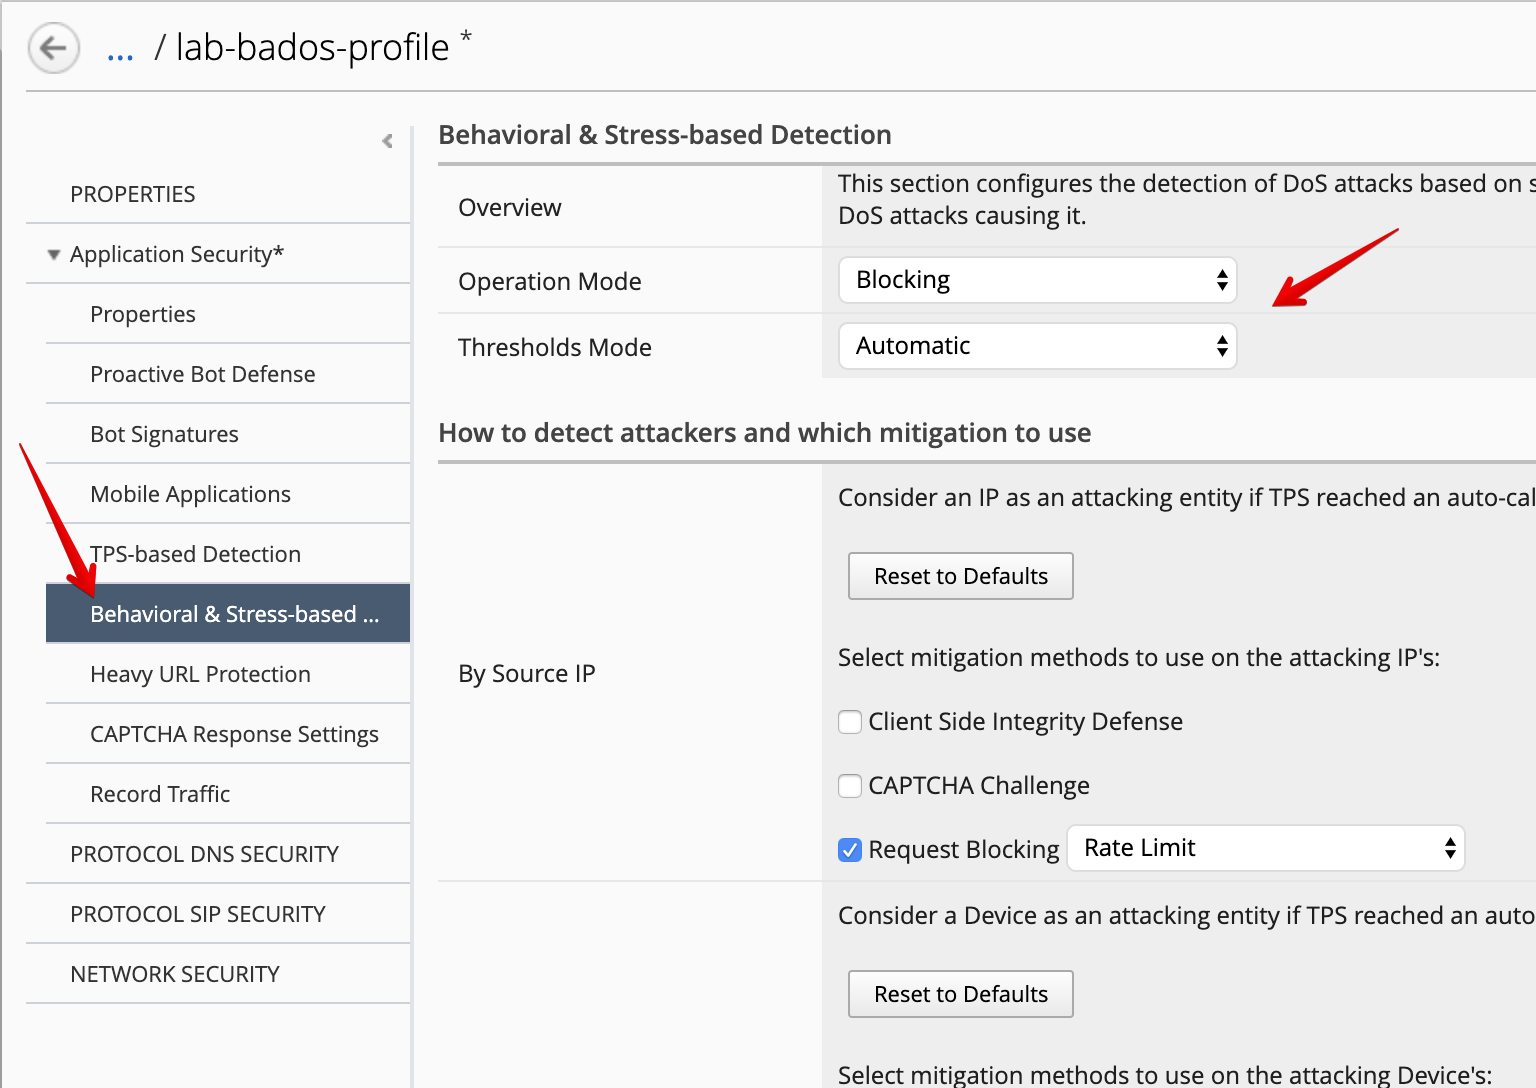 ... / lab-bados-profile *
PROPERTIES
Application Security*
Properties
Proactive Bot Defense
Bot Signatures
Mobile Applications
TPS-based Detection
Behavioral & Stress-based ...
Heavy URL Protection
CAPTCHA Response Settings
Record Traffic
PROTOCOL DNS SECURITY
PROTOCOL SIP SECURITY
NETWORK SECURITY
Behavioral & Stress-based Detection
Overview
This section configures the detection of DoS attacks based on s
DoS attacks causing it.
Operation Mode
Blocking
Thresholds Mode
Automatic
How to detect attackers and which mitigation to use
By Source IP
Consider an IP as an attacking entity if TPS reached an auto-cal
Reset to Defaults
Select mitigation methods to use on the attacking IP's:
Client Side Integrity Defense
CAPTCHA Challenge
Request Blocking Rate Limit
Consider a Device as an attacking entity if TPS reached an auto
Reset to Defaults
Select mitigation methods to use on the attacking Device's: